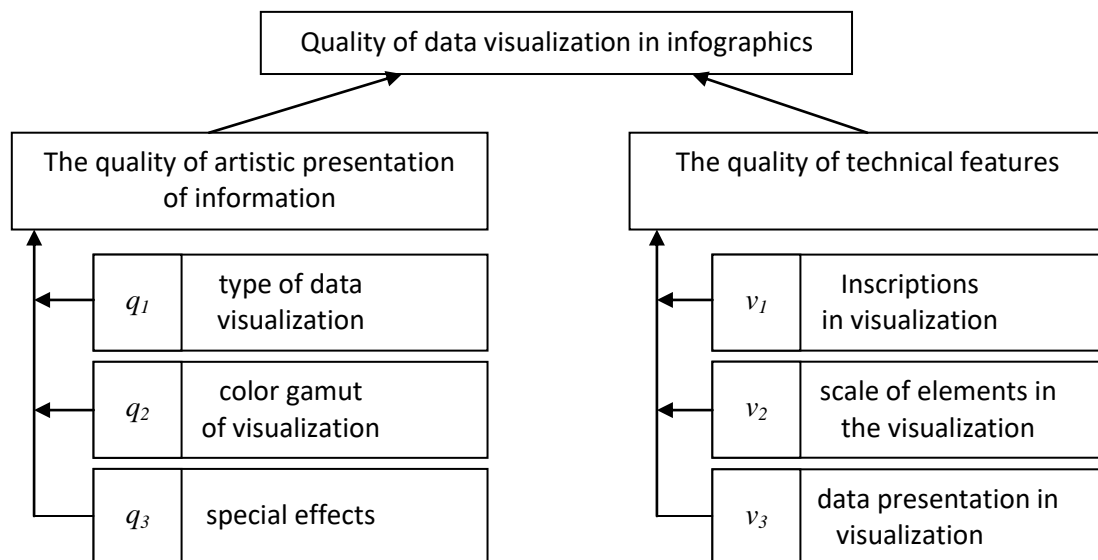 Quality of data visualization in infographics
The quality of artistic presentation
of information
q1
type of data
visualization
q2
color gamut
of visualization
q3
special effects
The quality of technical features
v1
Inscriptions
in visualization
v2
scale of elements in
the visualization
v3
data presentation in
visualization